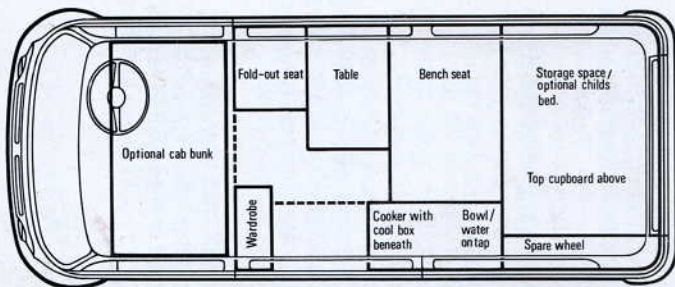 Fold-out seat
Table
Bench seat
Storage space/
optional childs
bed.
Optional cab bunk
Top cupboard above
Wardrobe
Cooker with
cool box
beneath
Bowl/
water
on tap
Spare wheel